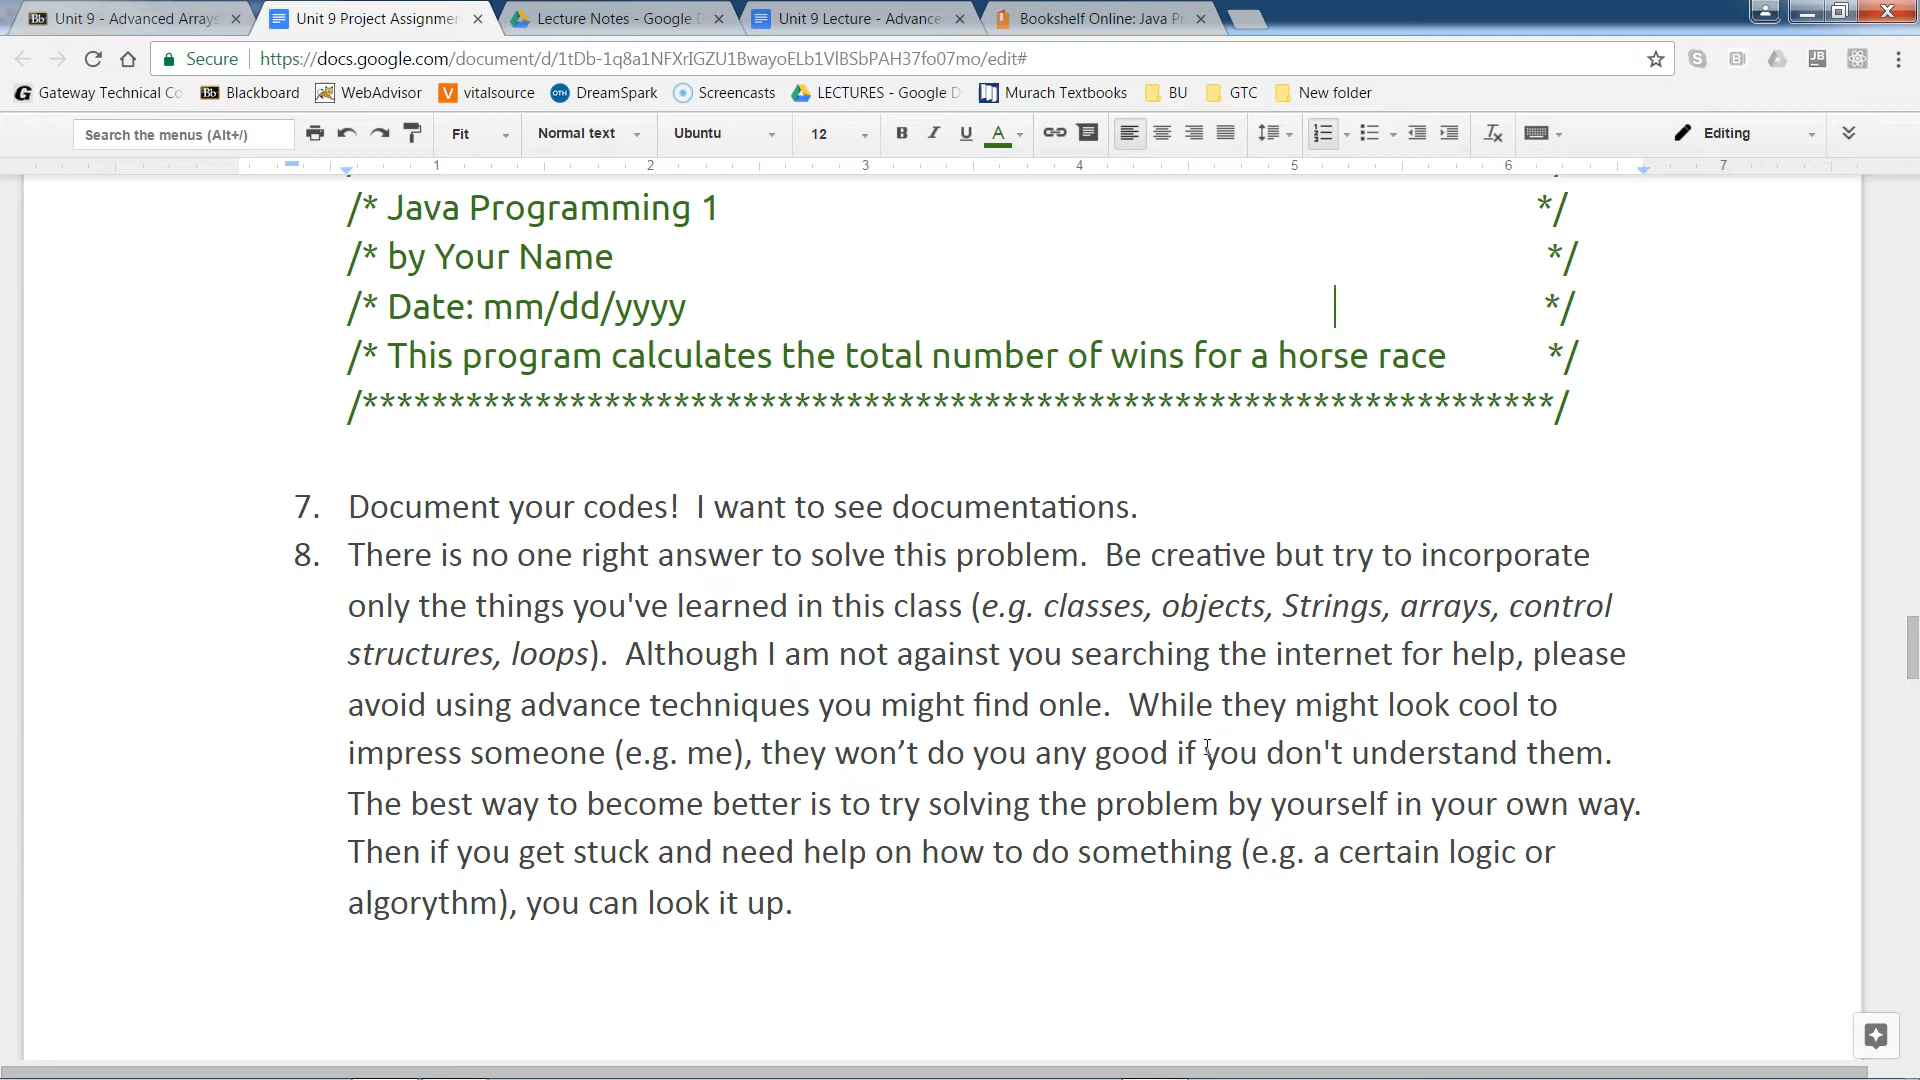 Unit 9 - Advanced Arrays
Unit 9 Project Assignmen
Lecture Notes - Google D
Unit 9 Lecture - Advance
Bookshelf Online: Java Pr
Secure
https://docs.google.com/document/d/1tDb-1q8a1NFXrIGZU1BwayoELb1VlBSbPAH37fo07mo/edit#
Gateway Technical Co
Bb Blackboard
WebAdvisor
vitalsource
DreamSpark
Screencasts
LECTURES - Google D
Murach Textbooks
BU
GTC
New folder
Search the menus (Alt+/)
Fit
Normal text
Ubuntu
12
B I U A
Editing
1 2 3 4 5 6 7
/* Java Programming 1 */
/* by Your Name */
/* Date: mm/dd/yyyy */
/* This program calculates the total number of wins for a horse race */
/*********************************************************************/
7. Document your codes! I want to see documentations.
8. There is no one right answer to solve this problem. Be creative but try to incorporate
only the things you've learned in this class (e.g. classes, objects, Strings, arrays, control
structures, loops). Although I am not against you searching the internet for help, please
avoid using advance techniques you might find onle. While they might look cool to
impress someone (e.g. me), they won’t do you any good if you don't understand them.
The best way to become better is to try solving the problem by yourself in your own way.
Then if you get stuck and need help on how to do something (e.g. a certain logic or
algorythm), you can look it up.